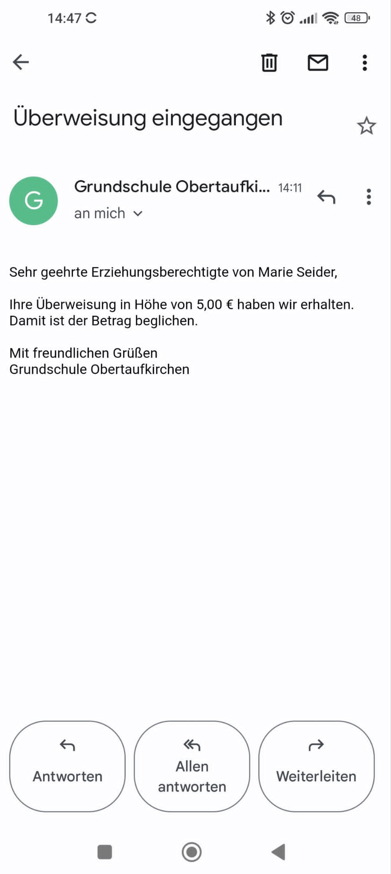 14:47
48
Überweisung eingegangen
G
Grundschule Obertaufki... 14:11
an mich
Sehr geehrte Erziehungsberechtigte von Marie Seider,
Ihre Überweisung in Höhe von 5,00 € haben wir erhalten.
Damit ist der Betrag beglichen.
Mit freundlichen Grüßen
Grundschule Obertaufkirchen
Antworten
Allen
antworten
Weiterleiten